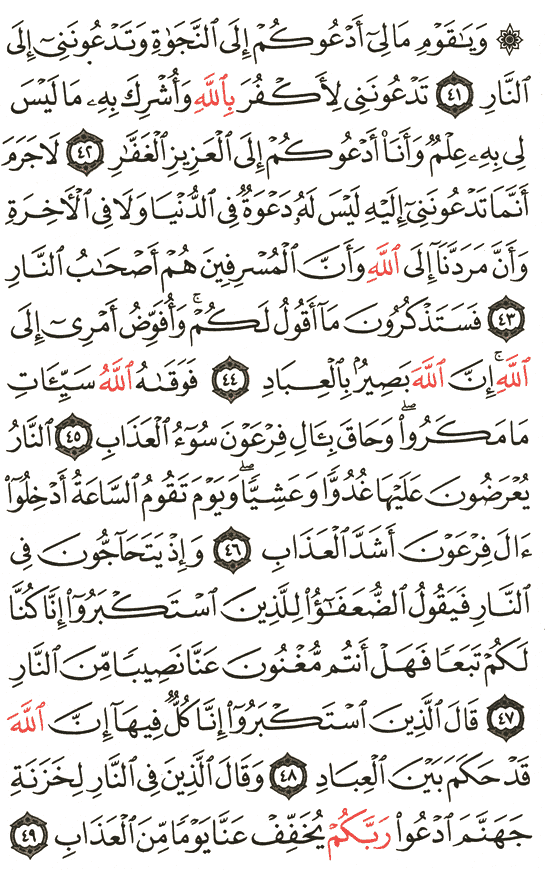 ۞ وَيَٰقَوْمِ مَا لِىٓ أَدْعُوكُمْ إِلَى ٱلنَّجَوٰةِ وَتَدْعُونَنِىٓ إِلَى
ٱلنَّارِ ٤١ تَدْعُونَنِى لِأَكْفُرَ بِٱللَّهِ وَأُشْرِكَ بِهِۦ مَا لَيْسَ
لِى بِهِۦ عِلْمٌ وَأَنَا۠ أَدْعُوكُمْ إِلَى ٱلْعَزِيزِ ٱلْغَفَّٰرِ ٤٢ لَا جَرَمَ
أَنَّمَا تَدْعُونَنِىٓ إِلَيْهِ لَيْسَ لَهُۥ دَعْوَةٌ فِى ٱلدُّنْيَا وَلَا فِى ٱلْأَخِرَةِ
وَأَنَّ مَرَدَّنَآ إِلَى ٱللَّهِ وَأَنَّ ٱلْمُسْرِفِينَ هُمْ أَصْحَٰبُ ٱلنَّارِ
٤٣ فَسَتَذْكُرُونَ مَآ أَقُولُ لَكُمْ ۚ وَأُفَوِّضُ أَمْرِىٓ إِلَى
ٱللَّهِ ۚ إِنَّ ٱللَّهَ بَصِيرٌۢ بِٱلْعِبَادِ ٤٤ فَوَقَىٰهُ ٱللَّهُ سَيِّـَٔاتِ
مَا مَكَرُوا۟ ۖ وَحَاقَ بِـَٔالِ فِرْعَوْنَ سُوٓءُ ٱلْعَذَابِ ٤٥ ٱلنَّارُ
يُعْرَضُونَ عَلَيْهَا غُدُوًّا وَعَشِيًّا ۖ وَيَوْمَ تَقُومُ ٱلسَّاعَةُ أَدْخِلُوٓا۟
ءَالَ فِرْعَوْنَ أَشَدَّ ٱلْعَذَابِ ٤٦ وَإِذْ يَتَحَآجُّونَ فِى
ٱلنَّارِ فَيَقُولُ ٱلضُّعَفَٰٓؤُا۟ لِلَّذِينَ ٱسْتَكْبَرُوٓا۟ إِنَّا كُنَّا
لَكُمْ تَبَعًا فَهَلْ أَنتُم مُّغْنُونَ عَنَّا نَصِيبًا مِّنَ ٱلنَّارِ
٤٧ قَالَ ٱلَّذِينَ ٱسْتَكْبَرُوٓا۟ إِنَّا كُلٌّ فِيهَآ إِنَّ ٱللَّهَ
قَدْ حَكَمَ بَيْنَ ٱلْعِبَادِ ٤٨ وَقَالَ ٱلَّذِينَ فِى ٱلنَّارِ لِخَزَنَةِ
جَهَنَّمَ ٱدْعُوا۟ رَبَّكُمْ يُخَفِّفْ عَنَّا يَوْمًا مِّنَ ٱلْعَذَابِ ٤٩